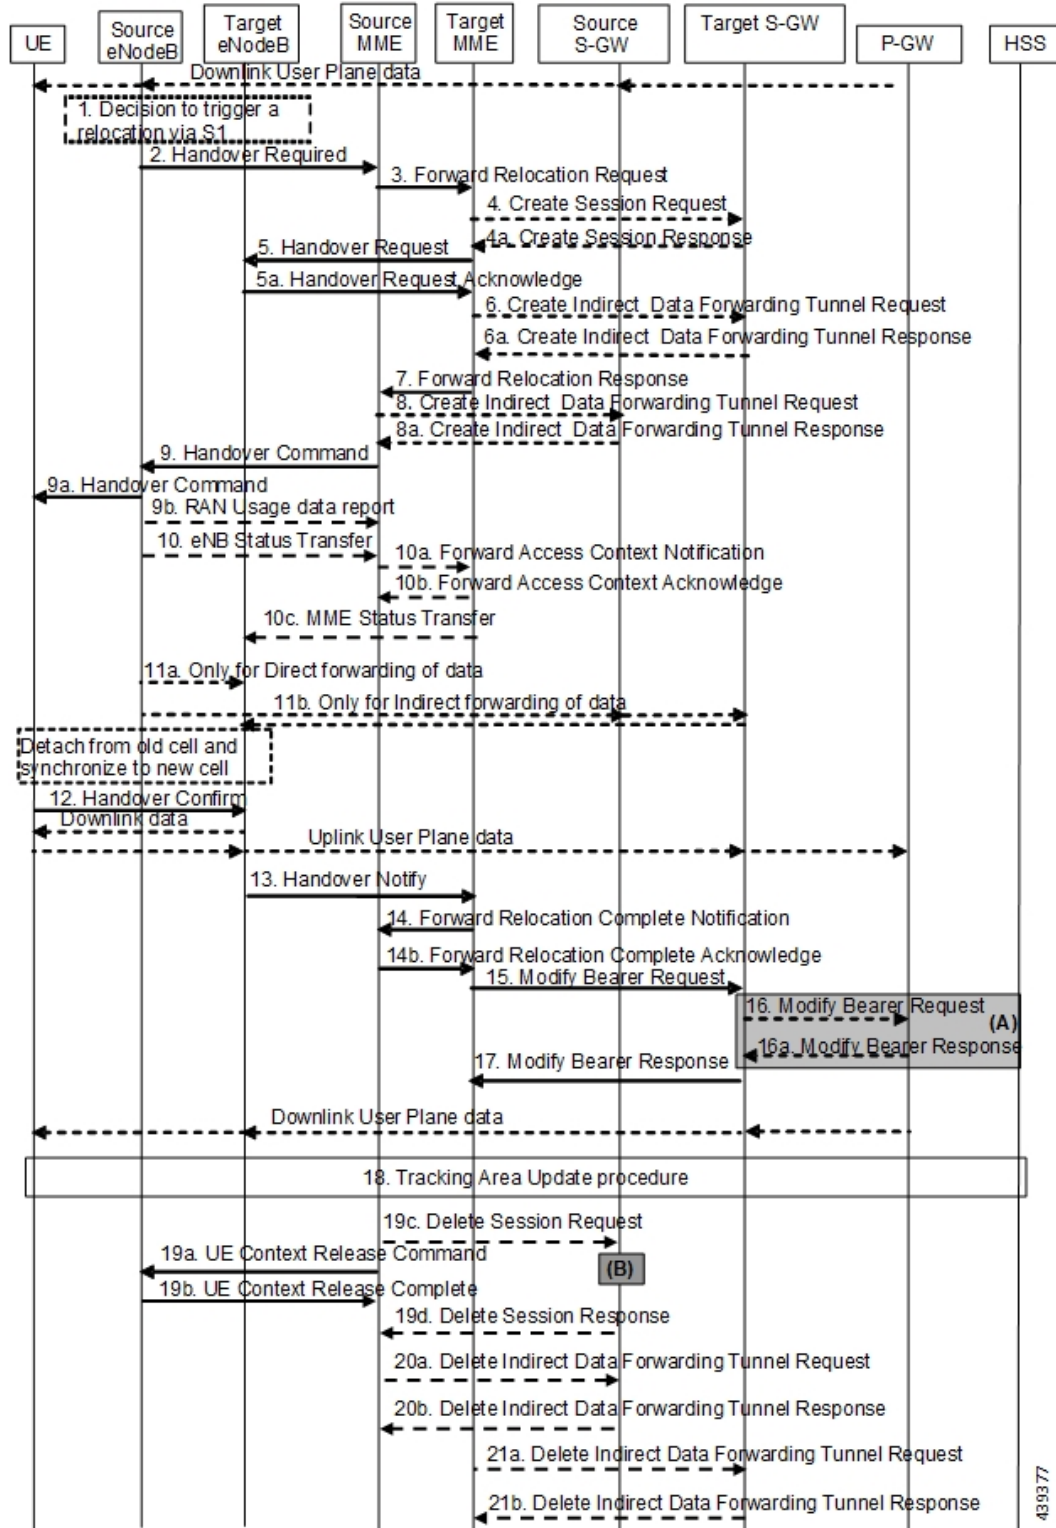 UE
Source
eNodeB
Target
eNodeB
Source
MME
Target
MME
Source
S-GW
Target S-GW
P-GW
HSS
Downlink User Plane data
1. Decision to trigger a
relocation via S1
2. Handover Required
3. Forward Relocation Request
4. Create Session Request
4a. Create Session Response
5. Handover Request
5a. Handover Request Acknowledge
6. Create Indirect Data Forwarding Tunnel Request
6a. Create Indirect Data Forwarding Tunnel Response
7. Forward Relocation Response
8. Create Indirect Data Forwarding Tunnel Request
8a. Create Indirect Data Forwarding Tunnel Response
9. Handover Command
9a. Handover Command
9b. RAN Usage data report
10. eNB Status Transfer
10a. Forward Access Context Notification
10b. Forward Access Context Acknowledge
10c. MME Status Transfer
11a. Only for Direct forwarding of data
11b. Only for Indirect forwarding of data
Detach from old cell and
synchronize to new cell
12. Handover Confirm
Downlink data
Uplink User Plane data
13. Handover Notify
14. Forward Relocation Complete Notification
14b. Forward Relocation Complete Acknowledge
15. Modify Bearer Request
16. Modify Bearer Request
(A)
16a. Modify Bearer Response
17. Modify Bearer Response
Downlink User Plane data
18. Tracking Area Update procedure
19c. Delete Session Request
19a. UE Context Release Command
(B)
19b. UE Context Release Complete
19d. Delete Session Response
20a. Delete Indirect Data Forwarding Tunnel Request
20b. Delete Indirect Data Forwarding Tunnel Response
21a. Delete Indirect Data Forwarding Tunnel Request
21b. Delete Indirect Data Forwarding Tunnel Response
439377